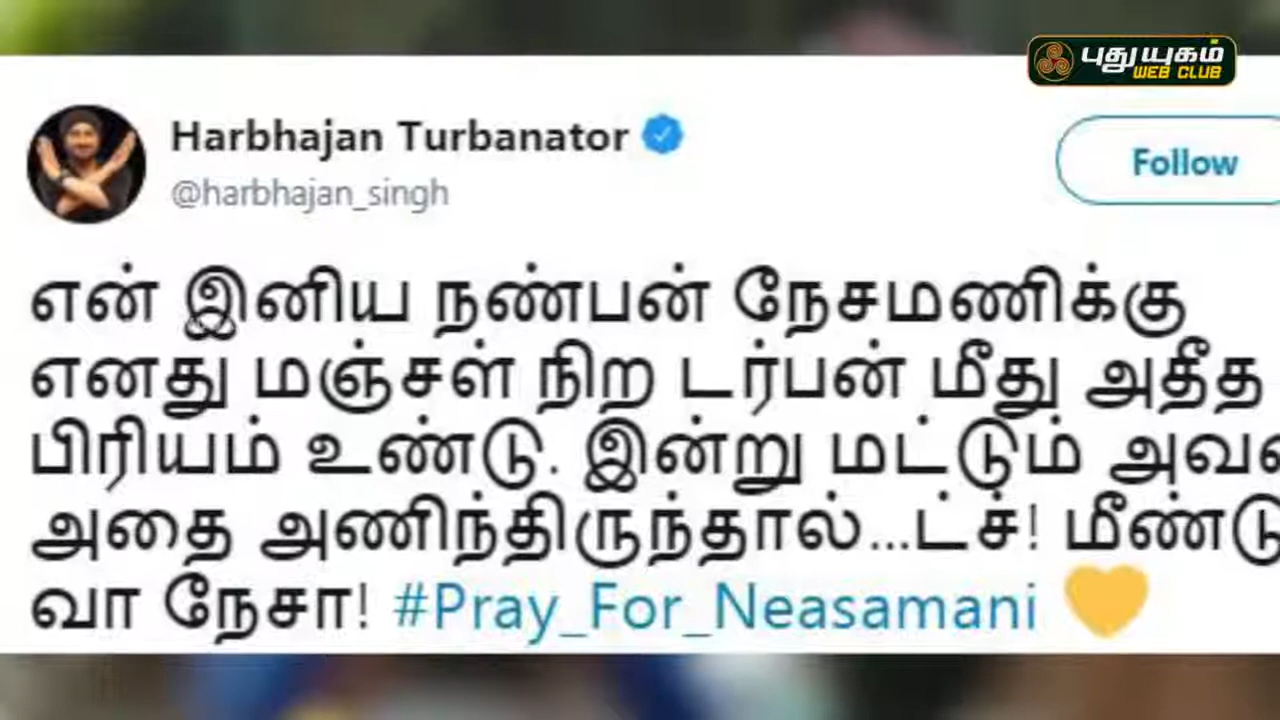 புதுயுகம்
WEB CLUB
Harbhajan Turbanator
@harbhajan_singh
Follow
என் இனிய நண்பன் நேசமணிக்கு
எனது மஞ்சள் நிற டர்பன் மீது அதீத
பிரியம் உண்டு. இன்று மட்டும்
அதை அணிந்திருந்தால்...ட்ச்!
வா நேசா! #Pray_For_Neasamani 💛